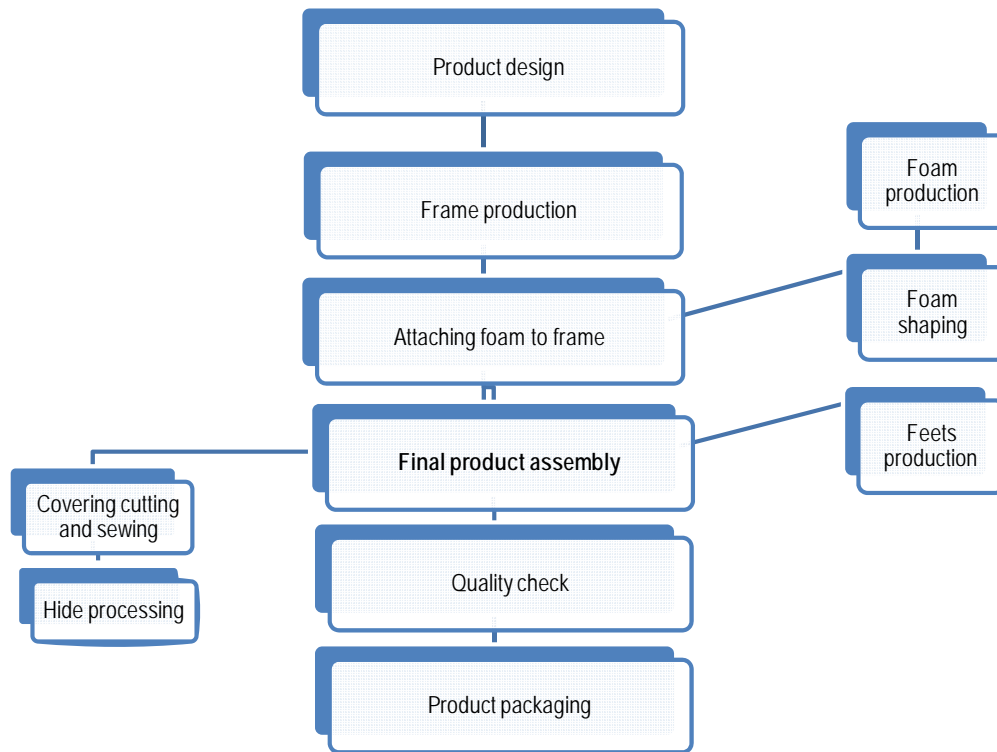 Product design
Frame production
Attaching foam to frame
Final product assembly
Quality check
Product packaging
Foam
production
Foam
shaping
Feets
production
Covering cutting
and sewing
Hide processing